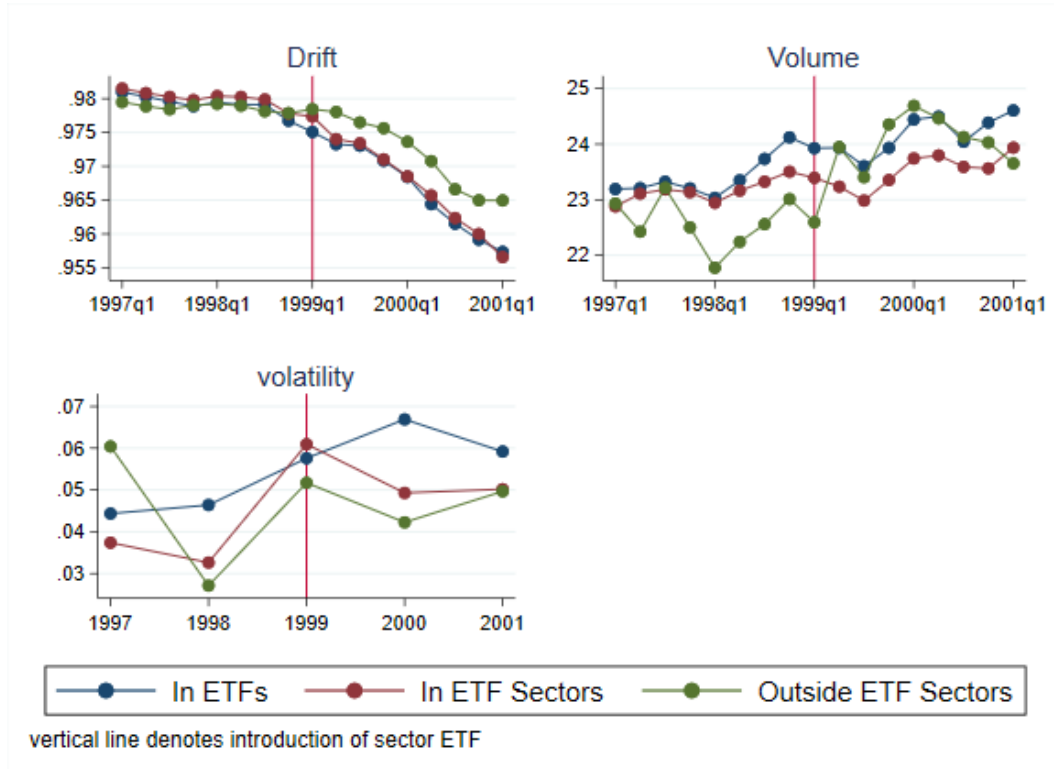 Drift
.98
.975
.97
.965
.96
.955
1997q1 1998q1 1999q1 2000q1 2001q1
Volume
25
24
23
22
1997q1 1998q1 1999q1 2000q1 2001q1
volatility
.07
.06
.05
.04
.03
1997 1998 1999 2000 2001
In ETFs In ETF Sectors Outside ETF Sectors
vertical line denotes introduction of sector ETF